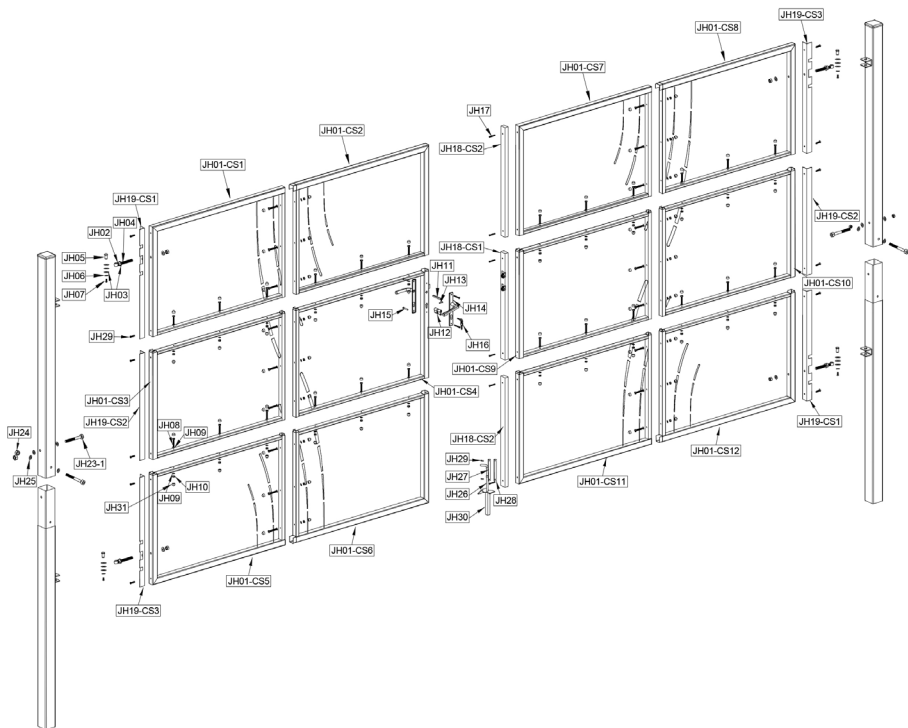 JH19-CS3
JH01-CS8
JH01-CS7
JH17
JH18-CS2
JH01-CS2
JH01-CS1
JH19-CS1
JH04
JH02
JH05
JH06
JH03
JH07
JH19-CS2
JH18-CS1
JH11
JH13
JH01-CS10
JH14
JH15
JH12
JH29
JH16
JH01-CS9
JH01-CS3
JH01-CS4
JH19-CS2
JH19-CS1
JH24
JH08
JH09
JH18-CS2
JH01-CS12
JH25
JH23-1
JH29
JH27
JH01-CS11
JH10
JH09
JH31
JH26
JH28
JH30
JH01-CS6
JH01-CS5
JH19-CS3